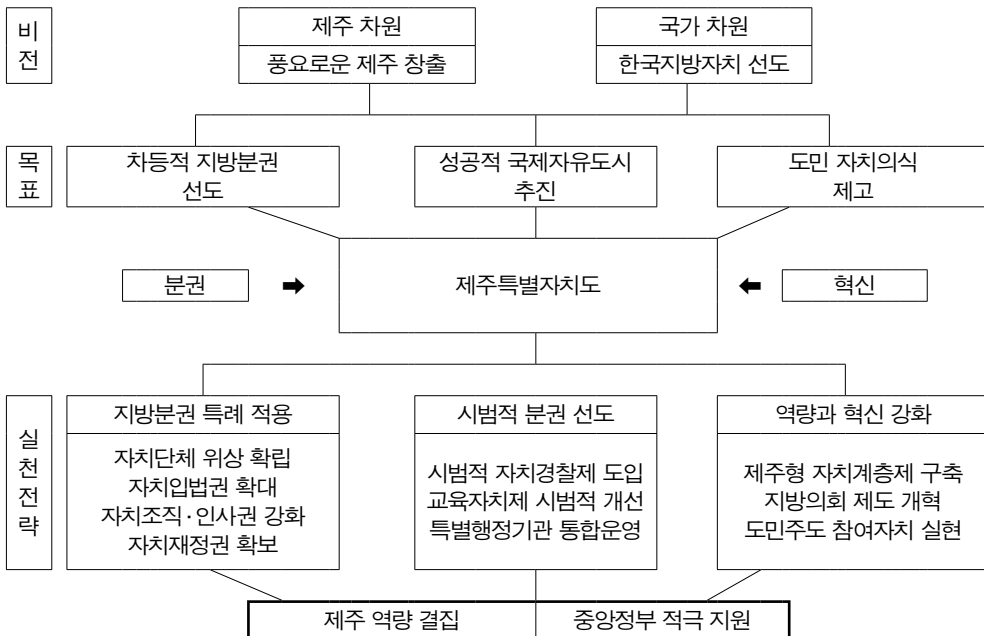 비전
제주 차원
풍요로운 제주 창출
국가 차원
한국지방자치 선도
목표
차등적 지방분권
선도
성공적 국제자유도시
추진
도민 자치의식
제고
분권
제주특별자치도
혁신
실천전략
지방분권 특례 적용
자치단체 위상 확립
자치입법권 확대
자치조직·인사권 강화
자치재정권 확보
시범적 분권 선도
시범적 자치경찰제 도입
교육자치제 시범적 개선
특별행정기관 통합운영
역량과 혁신 강화
제주형 자치계층제 구축
지방의회 제도 개혁
도민주도 참여자치 실현
제주 역량 결집
중앙정부 적극 지원